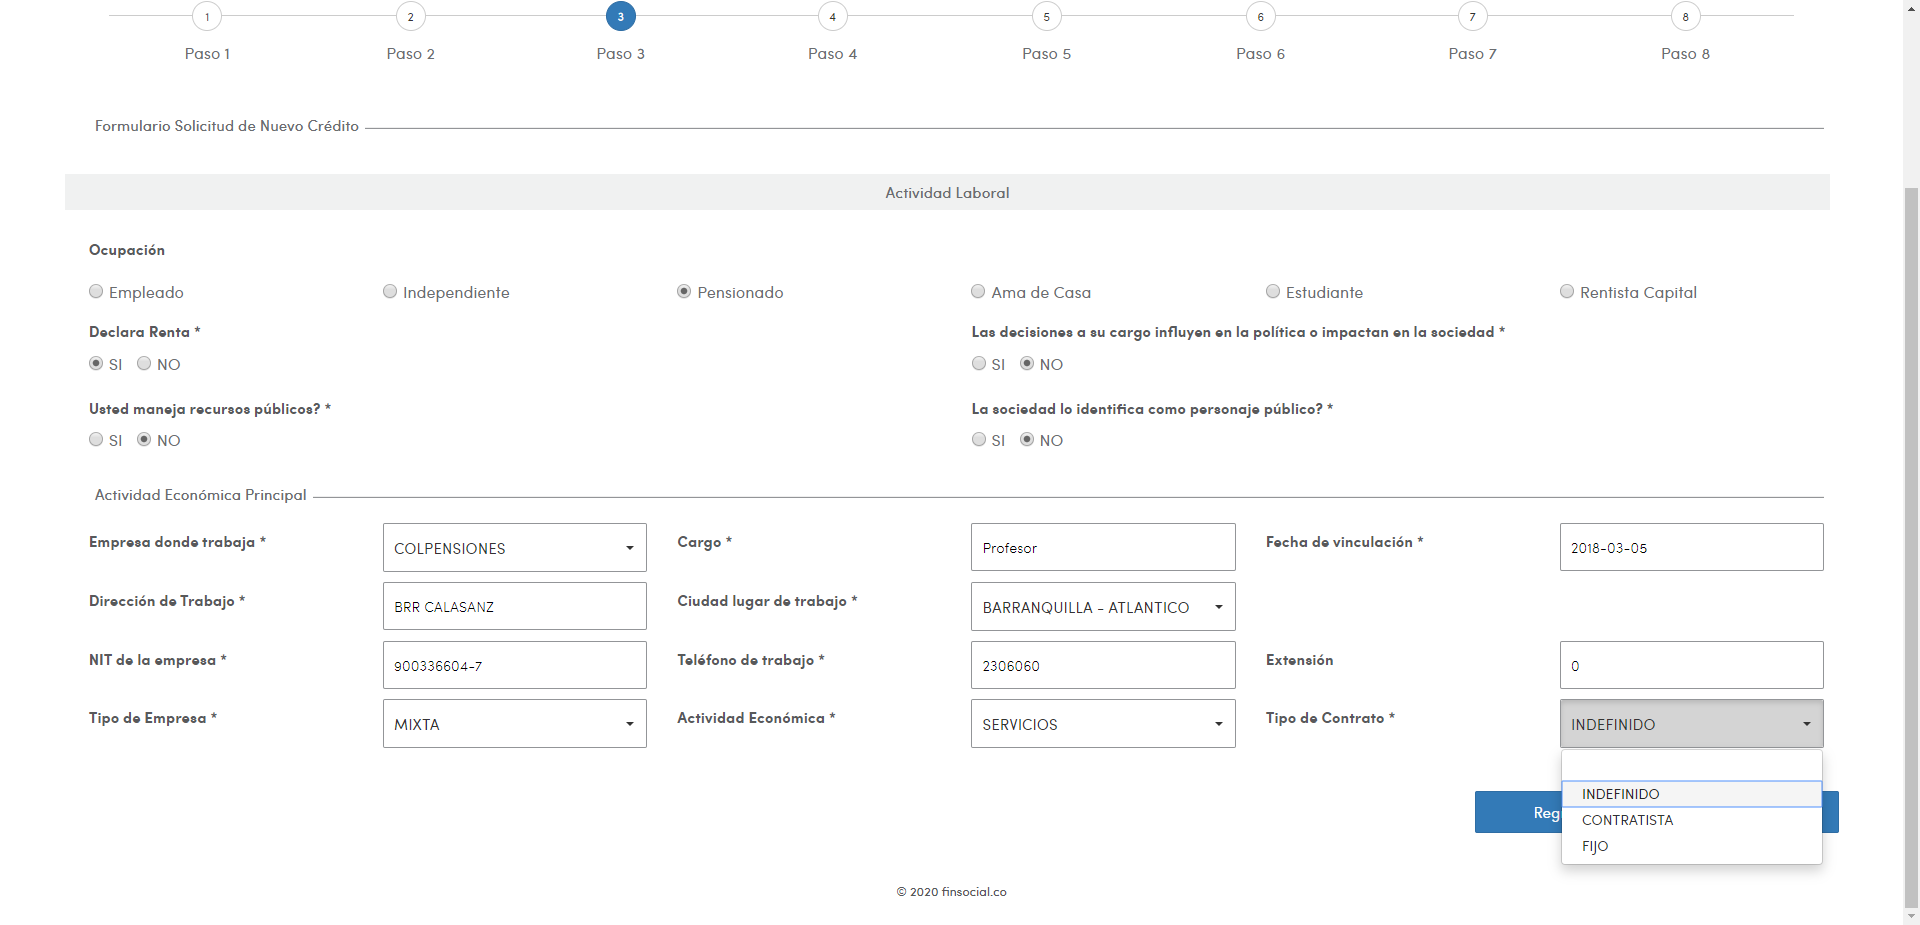 1 2 3 4 5 6 7 8
Paso 1 Paso 2 Paso 3 Paso 4 Paso 5 Paso 6 Paso 7 Paso 8
Formulario Solicitud de Nuevo Crédito
Actividad Laboral
Ocupación
Empleado Independiente Pensionado Ama de Casa Estudiante Rentista Capital
Declara Renta * Las decisiones a su cargo influyen en la política o impactan en la sociedad *
SI NO SI NO
Usted maneja recursos públicos? * La sociedad lo identifica como personaje público? *
SI NO SI NO
Actividad Económica Principal
Empresa donde trabaja * COLPENSIONES Cargo * Profesor Fecha de vinculación * 2018-03-05
Dirección de Trabajo * BRR CALASANZ Ciudad lugar de trabajo * BARRANQUILLA - ATLANTICO
NIT de la empresa * 900336604-7 Teléfono de trabajo * 2306060 Extensión 0
Tipo de Empresa * MIXTA Actividad Económica * SERVICIOS Tipo de Contrato * INDEFINIDO
INDEFINIDO
CONTRATISTA
FIJO
© 2020 finsocial.co